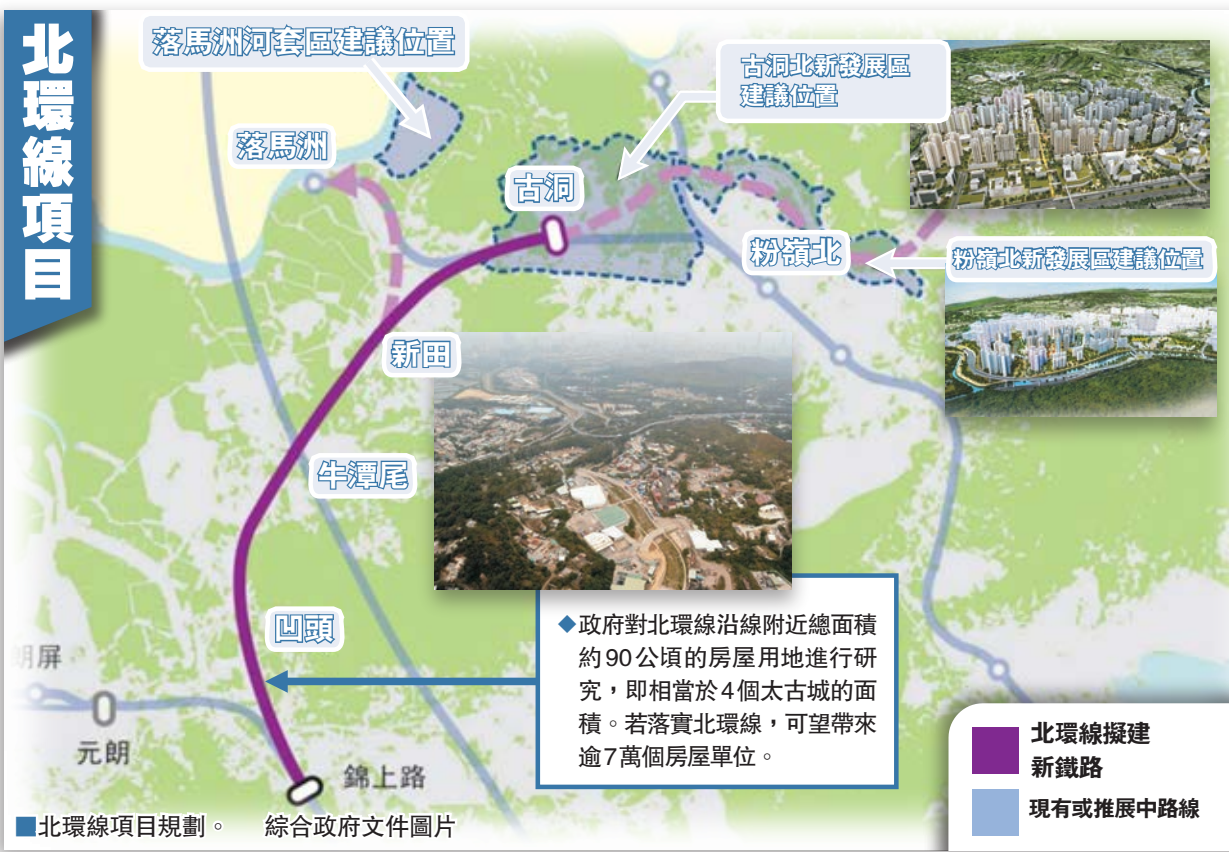 北環線項目
落馬洲河套區建議位置
古洞北新發展區
建議位置
落馬洲
古洞
粉嶺北
粉嶺北新發展區建議位置
新田
牛潭尾
凹頭
◆政府對北環線沿線附近總面積
約90公頃的房屋用地進行研
究，即相當於4個太古城的面
積。若落實北環線，可望帶來
逾7萬個房屋單位。
朗屏
元朗
錦上路
北環線擬建
新鐵路
現有或推展中路線
■北環線項目規劃。 綜合政府文件圖片